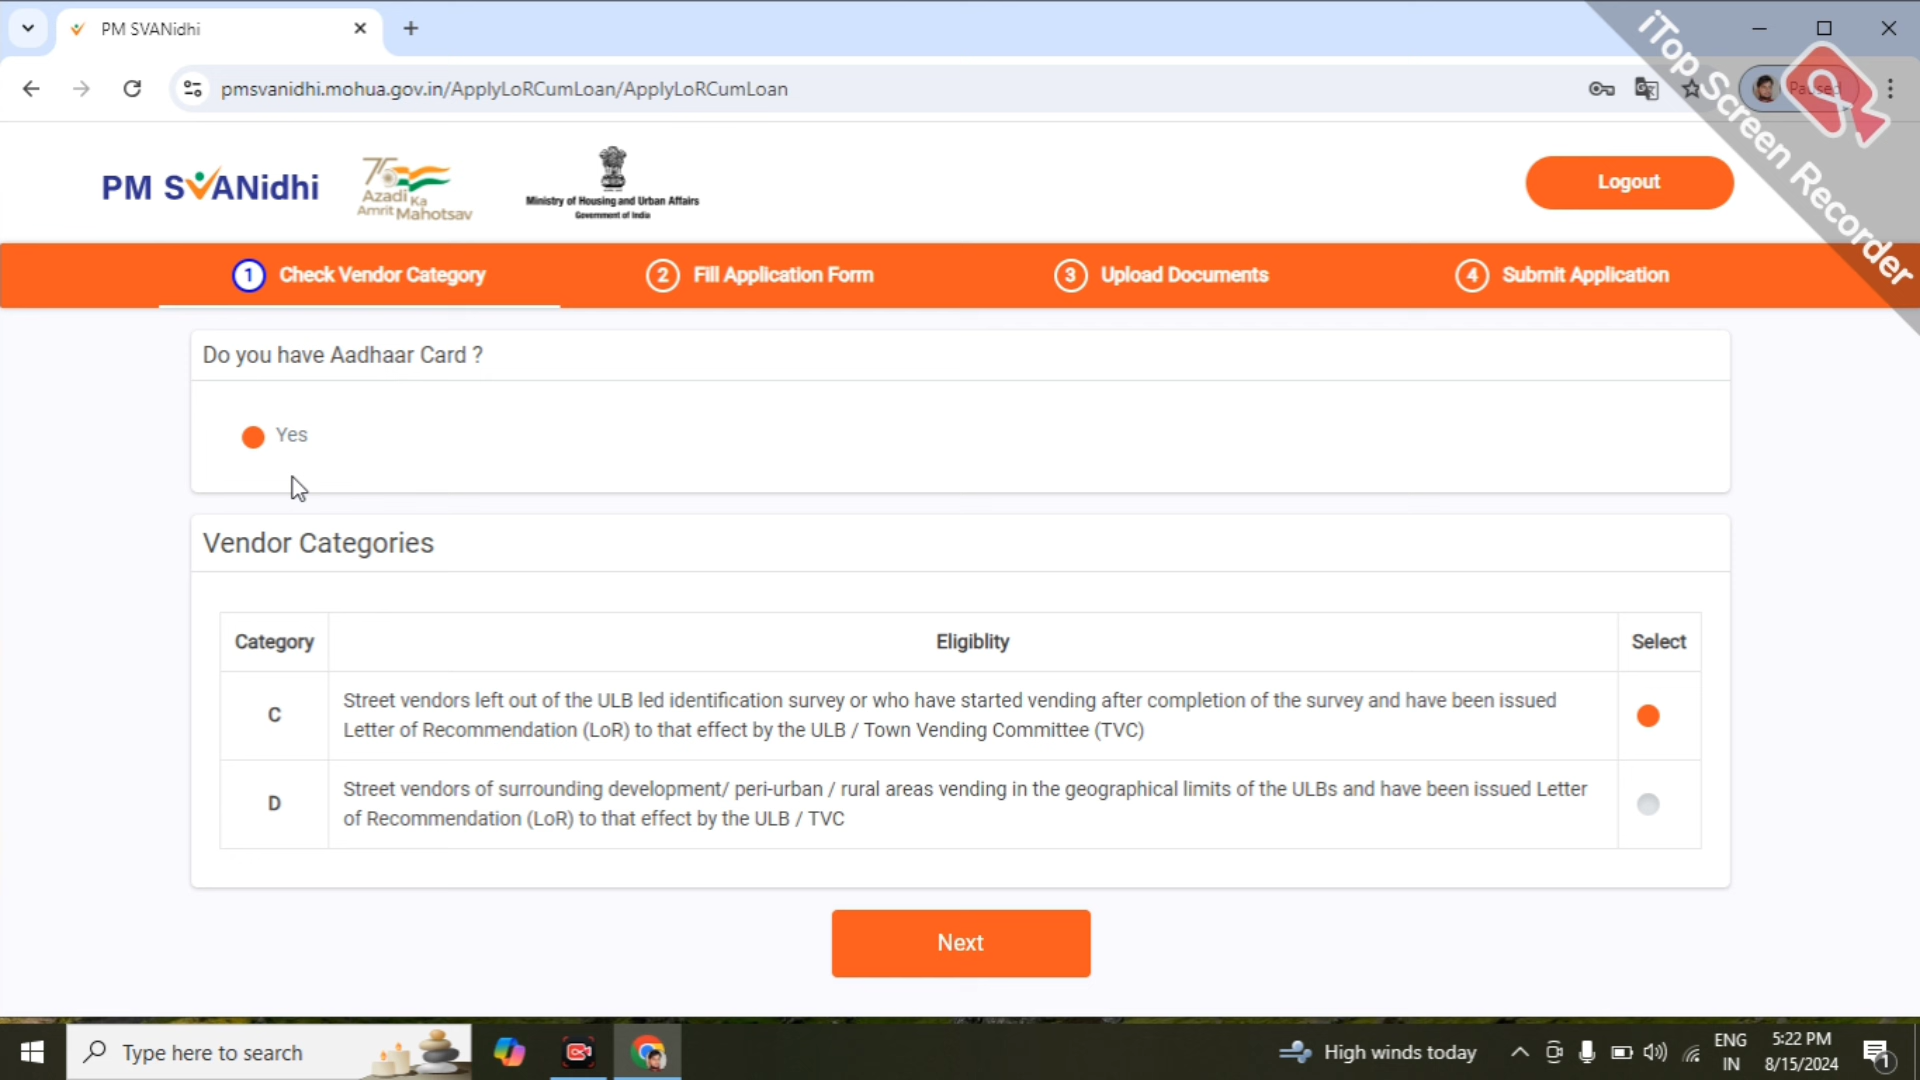 PM SVANidhi
pmsvanidhi.mohua.gov.in/ApplyLoRCumLoan/ApplyLoRCumLoan
Paused
iTop Screen Recorder
PM SVANidhi
75
Azadi Ka
Amrit Mahotsav
Ministry of Housing and Urban Affairs
Government of India
Logout
1 Check Vendor Category
2 Fill Application Form
3 Upload Documents
4 Submit Application
Do you have Aadhaar Card ?
Yes
Vendor Categories
Category Eligiblity Select
C
Street vendors left out of the ULB led identification survey or who have started vending after completion of the survey and have been issued
Letter of Recommendation (LoR) to that effect by the ULB / Town Vending Committee (TVC)
D
Street vendors of surrounding development/ peri-urban / rural areas vending in the geographical limits of the ULBs and have been issued Letter
of Recommendation (LoR) to that effect by the ULB / TVC
Next
Type here to search
High winds today
ENG
IN
5:22 PM
8/15/2024
1